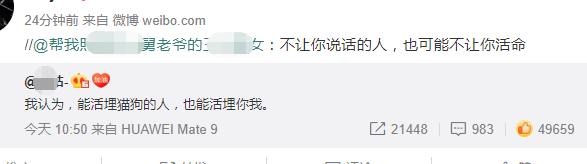 24分钟前 来自 微博 weibo.com
//@帮我 舅老爷的王 女：不让你说话的人，也可能不让你活命
@ 姑-
我认为，能活埋猫狗的人，也能活埋你我。
今天 10:50 来自 HUAWEI Mate 9 21448 983 49659